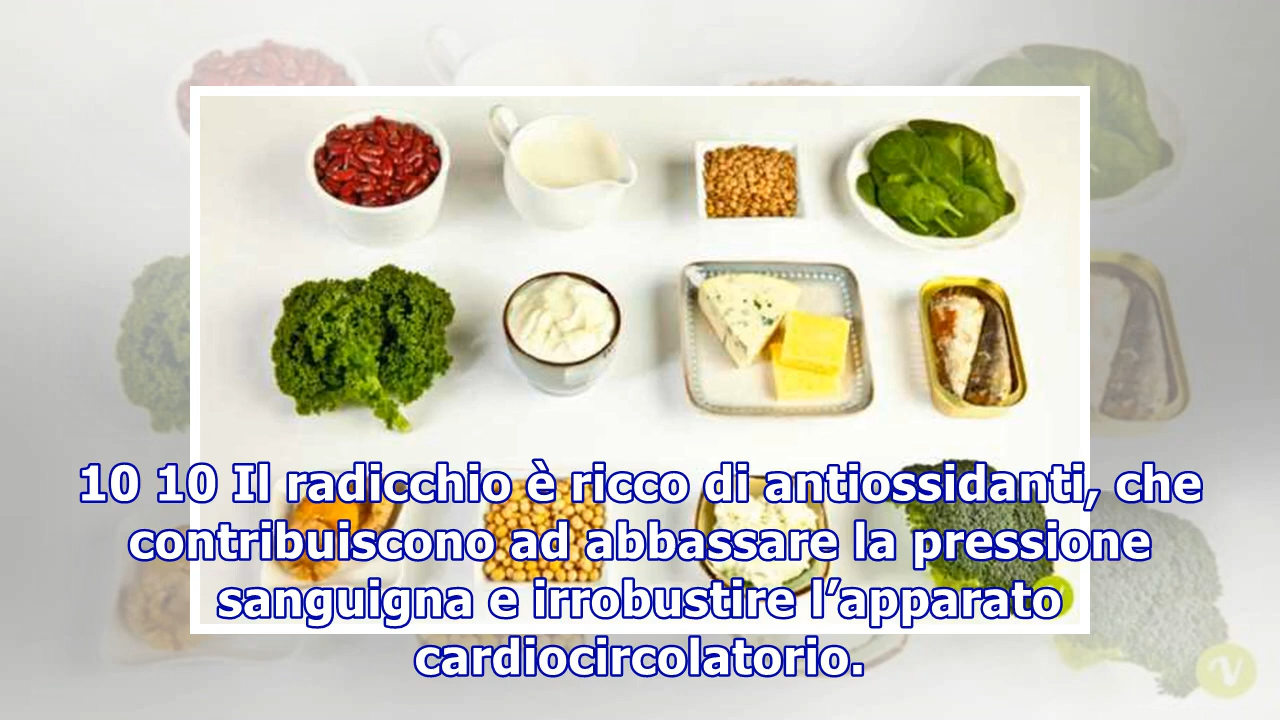 10 10 Il radicchio è ricco di antiossidanti, che
contribuiscono ad abbassare la pressione
sanguigna e irrobustire l’apparato
cardiocircolatorio.